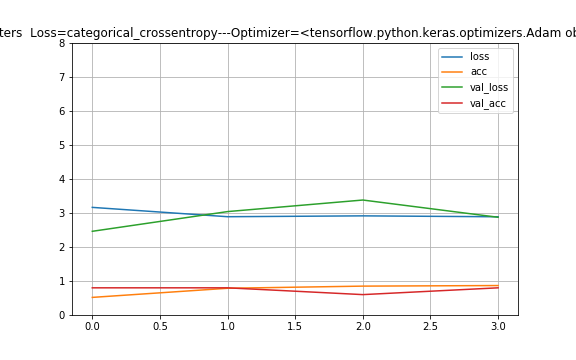 ters Loss=categorical_crossentropy---Optimizer=<tensorflow.python.keras.optimizers.Adam ob
8
7
6
5
4
3
2
1
0
0.0 0.5 1.0 1.5 2.0 2.5 3.0
loss
acc
val_loss
val_acc